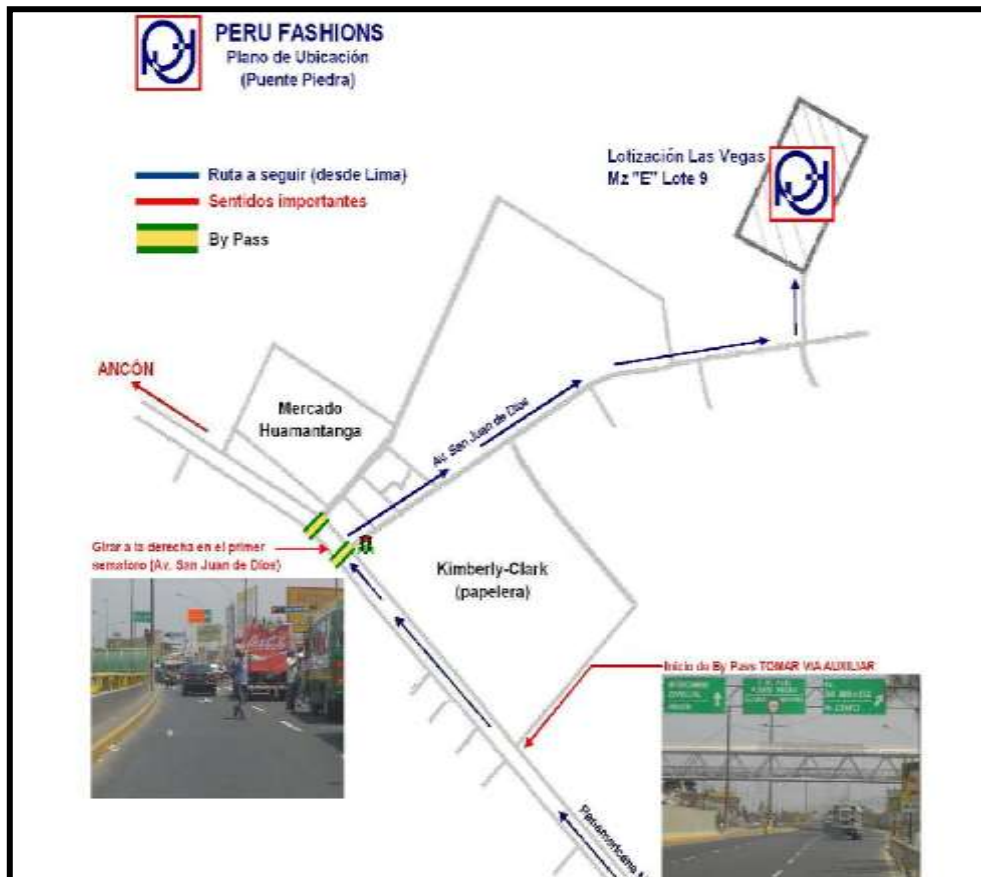 PERU FASHIONS
Plano de Ubicación
(Puente Piedra)
Ruta a seguir (desde Lima)
Sentidos importantes
By Pass
Lotización Las Vegas
Mz "E" Lote 9
ANCÓN
Mercado
Huamantanga
Av. San Juan de Dios
Girar a la derecha en el primer
semaforo (Av. San Juan de Dios)
Kimberly-Clark
(papelera)
Inicio de By Pass TOMAR VIA AUXILIAR
Panamericana